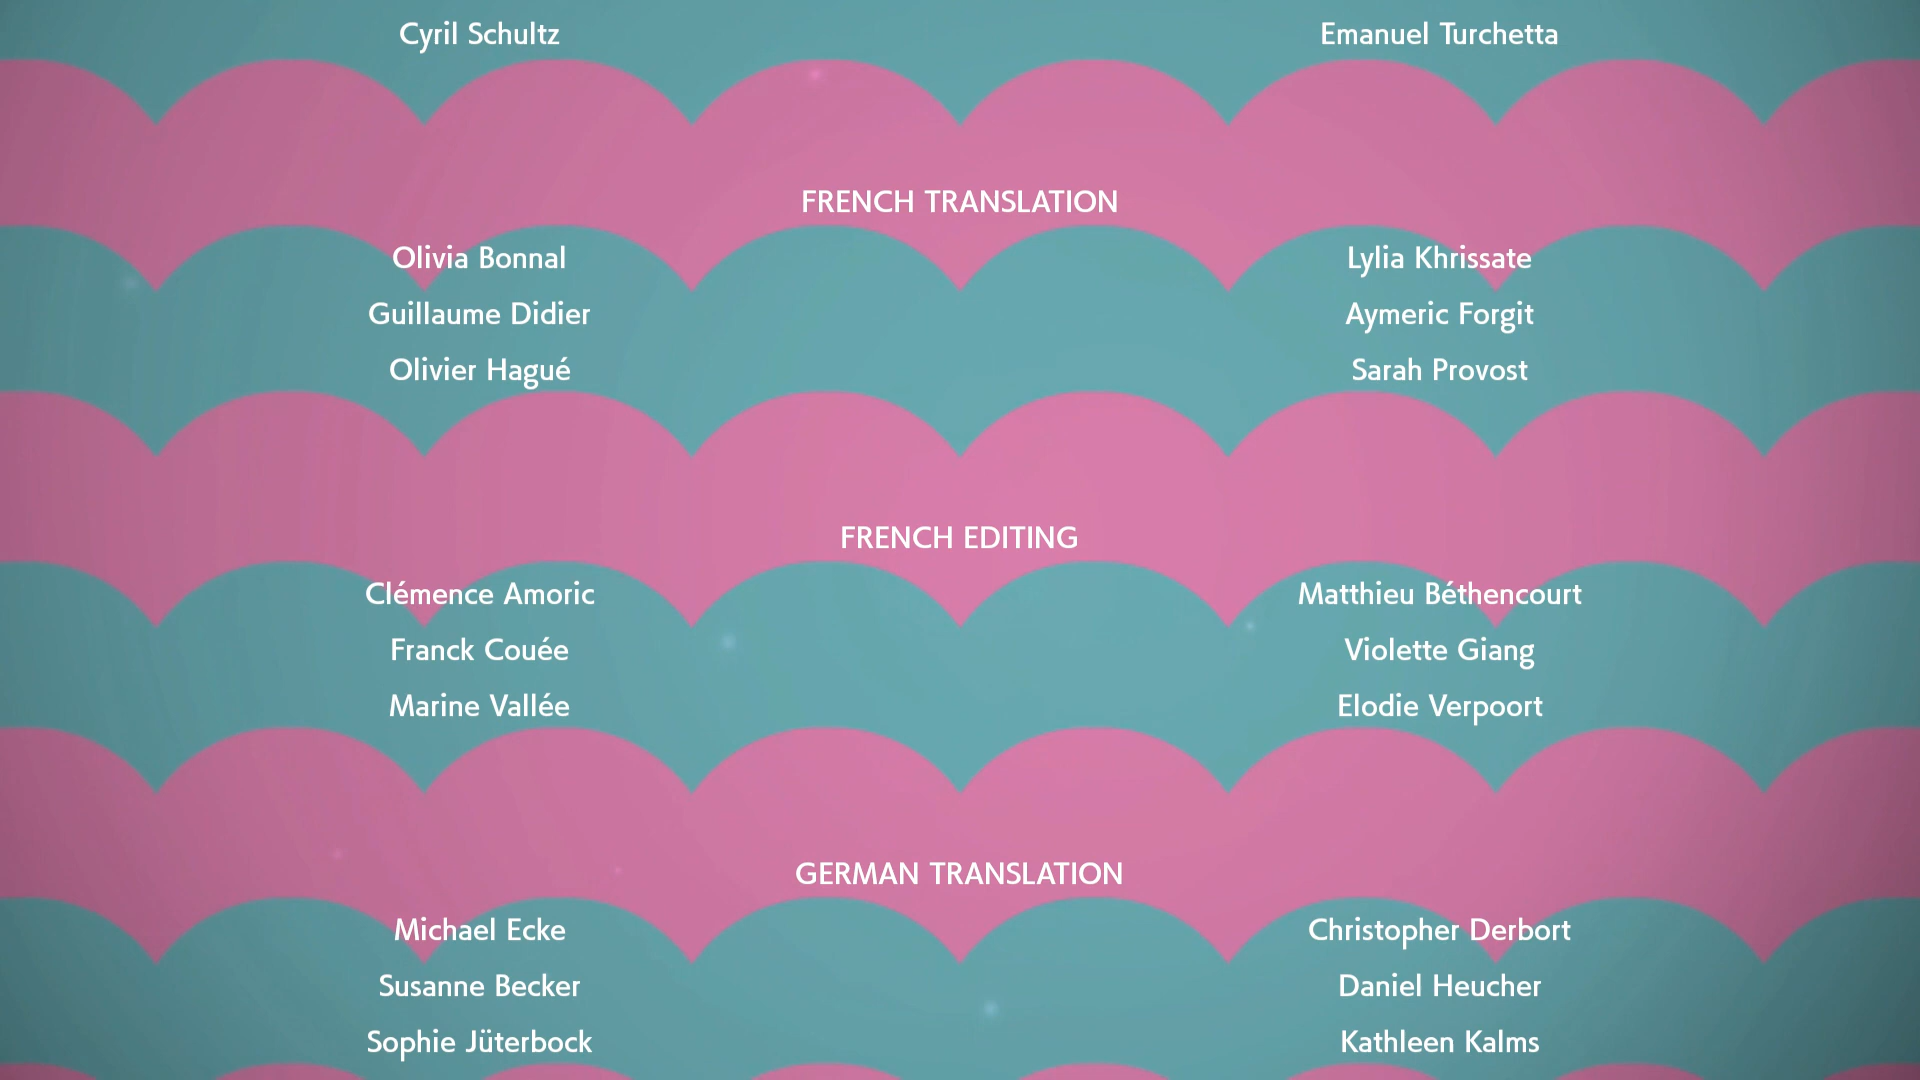 Cyril Schultz Emanuel Turchetta
FRENCH TRANSLATION
Olivia Bonnal Lylia Khrissate
Guillaume Didier Aymeric Forgit
Olivier Hagué Sarah Provost
FRENCH EDITING
Clémence Amoric Matthieu Béthencourt
Franck Couée Violette Giang
Marine Vallée Elodie Verpoort
GERMAN TRANSLATION
Michael Ecke Christopher Derbort
Susanne Becker Daniel Heucher
Sophie Jüterbock Kathleen Kalms